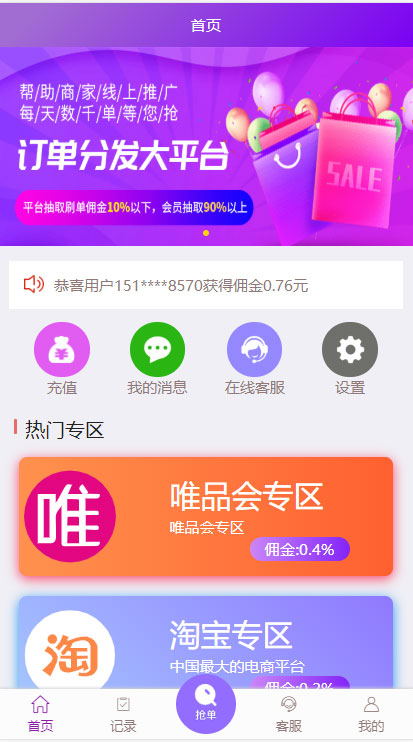 首页
帮/助/商/家/线/上/推/广
每/天/数/千/单/等/您/抢
订单分发大平台
平台抽取刷单佣金10%以下，会员抽取90%以上
SALE
恭喜用户151****8570获得佣金0.76元
充值
我的消息
在线客服
设置
热门专区
唯
唯品会专区
唯品会专区
佣金:0.4%
淘
淘宝专区
中国最大的电商平台
首页
记录
抢单
客服
我的